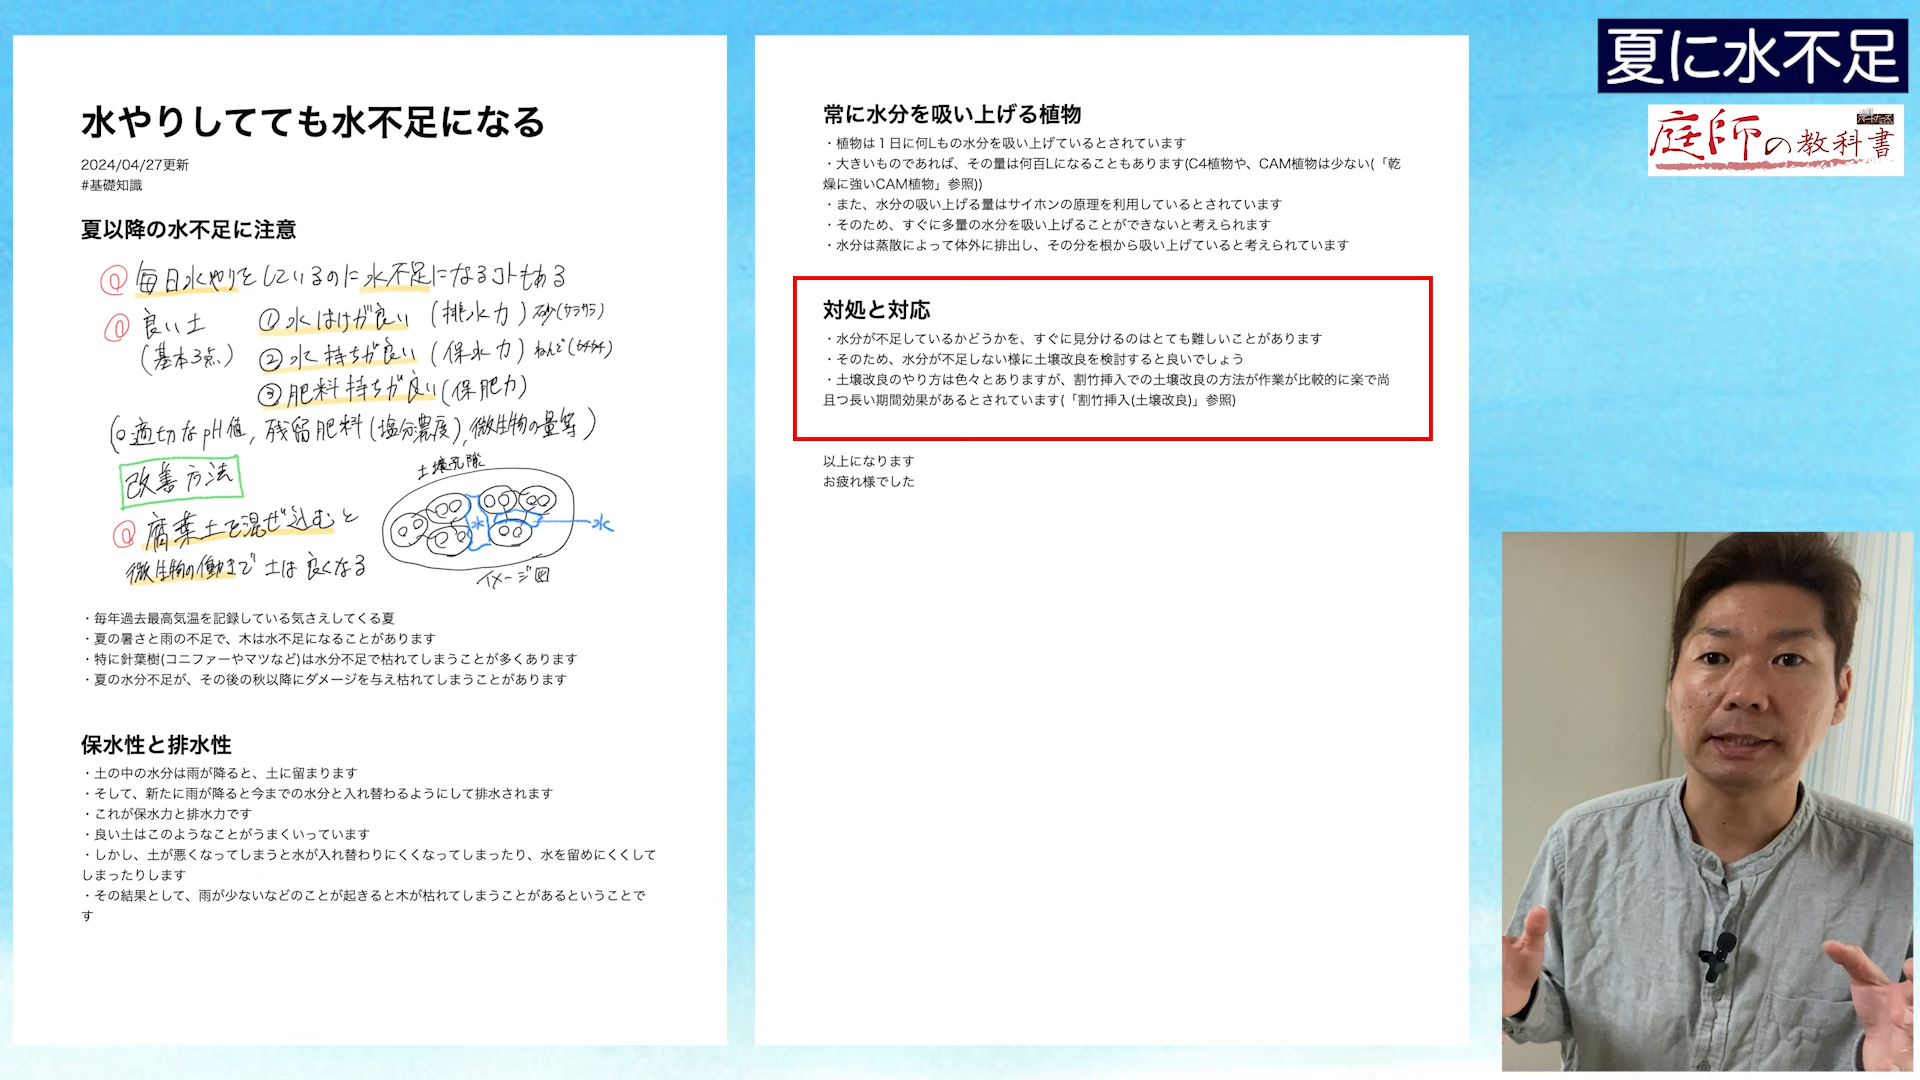 水やりしてても水不足になる
2024/04/27更新
#基礎知識
夏以降の水不足に注意
毎日水やりをしているのに水不足になるコトもある
良い土 ①水はけが良い (排水力) 砂(サラサラ)
(基本3点) ②水持ちが良い (保水力) ねんど
③肥料持ちが良い(保肥力)
(○適切なpH値, 残留肥料(塩分濃度), 微生物の量等)
改善方法
土壌孔隙
腐葉土を混ぜ込むと
水
水
微生物の働きで 土は良くなる
イメージ図
・毎年過去最高気温を記録している気さえしてくる夏
・夏の暑さと雨の不足で、木は水不足になることがあります
・特に針葉樹(コニファーやマツなど)は水分不足で枯れてしまうことが多くあります
・夏の水分不足が、その後の秋以降にダメージを与え枯れてしまうことがあります
保水性と排水性
・土の中の水分は雨が降ると、土に留まります
・そして、新たに雨が降ると今までの水分と入れ替わるようにして排水されます
・これが保水力と排水力です
・良い土はこのようなことがうまくいっています
・しかし、土が悪くなってしまうと水が入れ替わりにくくなってしまったり、水を留めにくくして
しまったりします
・その結果として、雨が少ないなどのことが起きると木が枯れてしまうことがあるということで
す
常に水分を吸い上げる植物
・植物は１日に何Lもの水分を吸い上げているとされています
・大きいものであれば、その量は何百Lになることもあります(C4植物や、CAM植物は少ない(「乾
燥に強いCAM植物」参照))
・また、水分の吸い上げる量はサイホンの原理を利用しているとされています
・そのため、すぐに多量の水分を吸い上げることができないと考えられます
・水分は蒸散によって体外に排出し、その分を根から吸い上げていると考えられています
対処と対応
・水分が不足しているかどうかを、すぐに見分けるのはとても難しいことがあります
・そのため、水分が不足しない様に土壌改良を検討すると良いでしょう
・土壌改良のやり方は色々とありますが、割竹挿入での土壌改良の方法が作業が比較的に楽で尚
且つ長い期間効果があるとされています(「割竹挿入(土壌改良)」参照)
以上になります
お疲れ様でした
夏に水不足
庭師の教科書